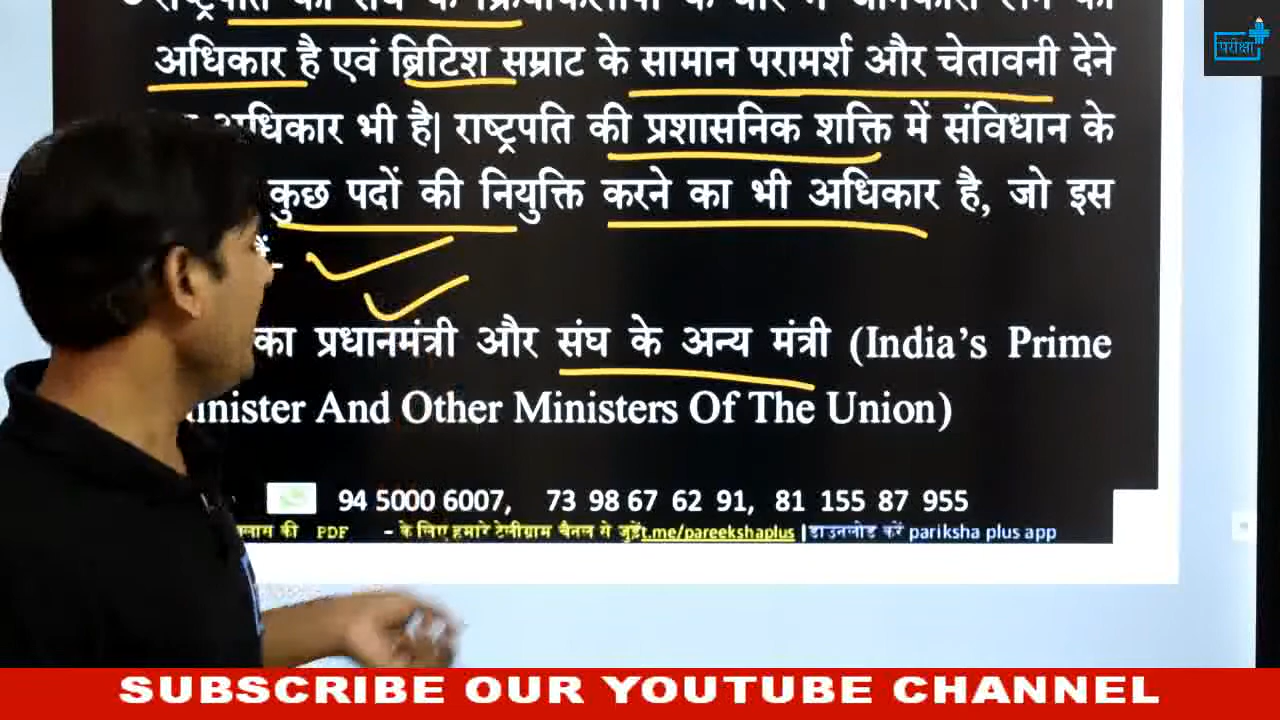 परीक्षा
अधिकार है एवं ब्रिटिश सम्राट के सामान परामर्श और चेतावनी देने
अधिकार भी है| राष्ट्रपति की प्रशासनिक शक्ति में संविधान के
कुछ पदों की नियुक्ति करने का भी अधिकार है, जो इस
का प्रधानमंत्री और संघ के अन्य मंत्री (India's Prime
And Other Ministers Of The Union)
94 5000 6007, 73 98 67 62 91, 81 155 87 955
की PDF - के लिए हमारे टेलीग्राम चैनल से जुड़ें t.me/pareekshaplus |डाउनलोड करें pariksha plus app
SUBSCRIBE OUR YOUTUBE CHANNEL